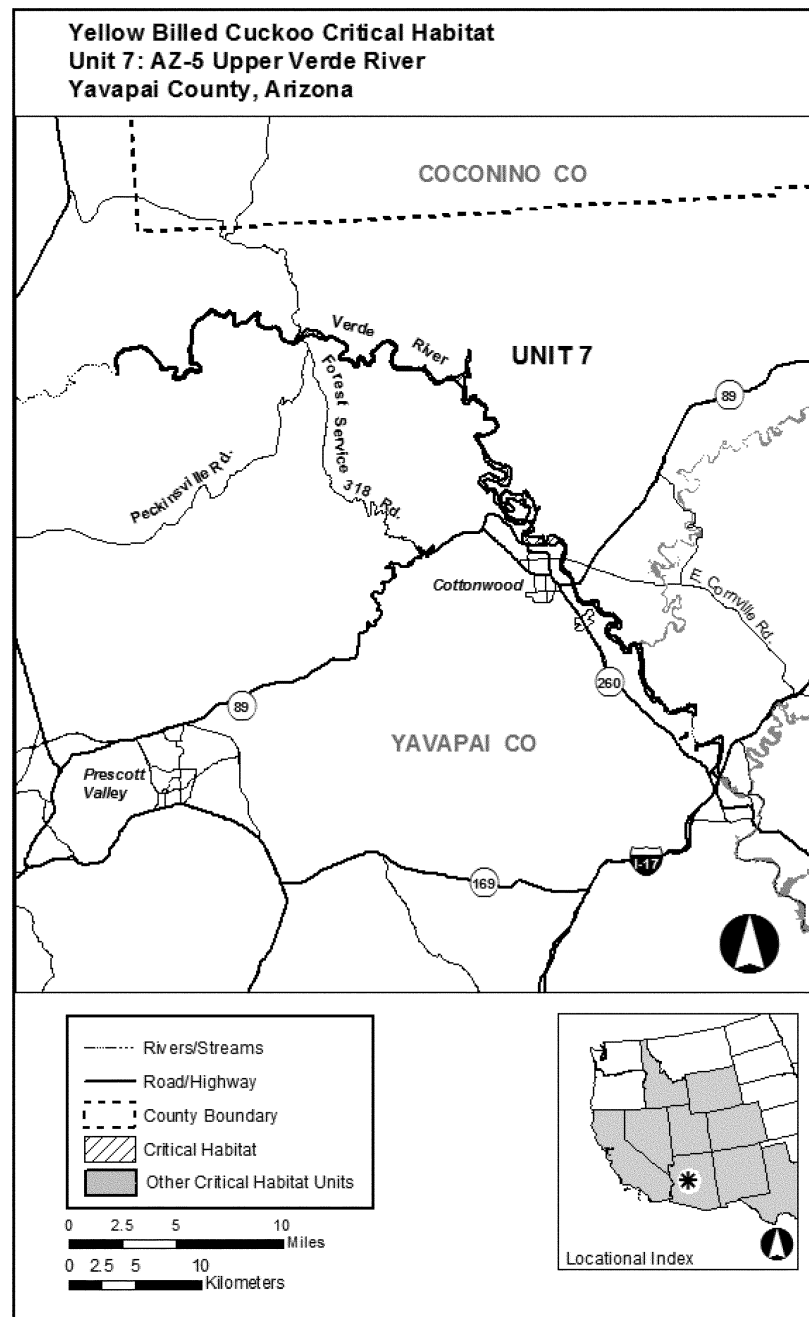 Yellow Billed Cuckoo Critical Habitat
Unit 7: AZ-5 Upper Verde River
Yavapai County, Arizona
COCONINO CO
Verde River
UNIT 7
89
Forest Service 318 Rd.
Peckinsville Rd.
Cottonwood
E. Cornville Rd.
260
89
YAVAPAI CO
Prescott
Valley
I-17
169
Rivers/Streams
Road/Highway
County Boundary
Critical Habitat
Other Critical Habitat Units
0 2.5 5 10
Miles
0 2.5 5 10
Kilometers
Locational Index